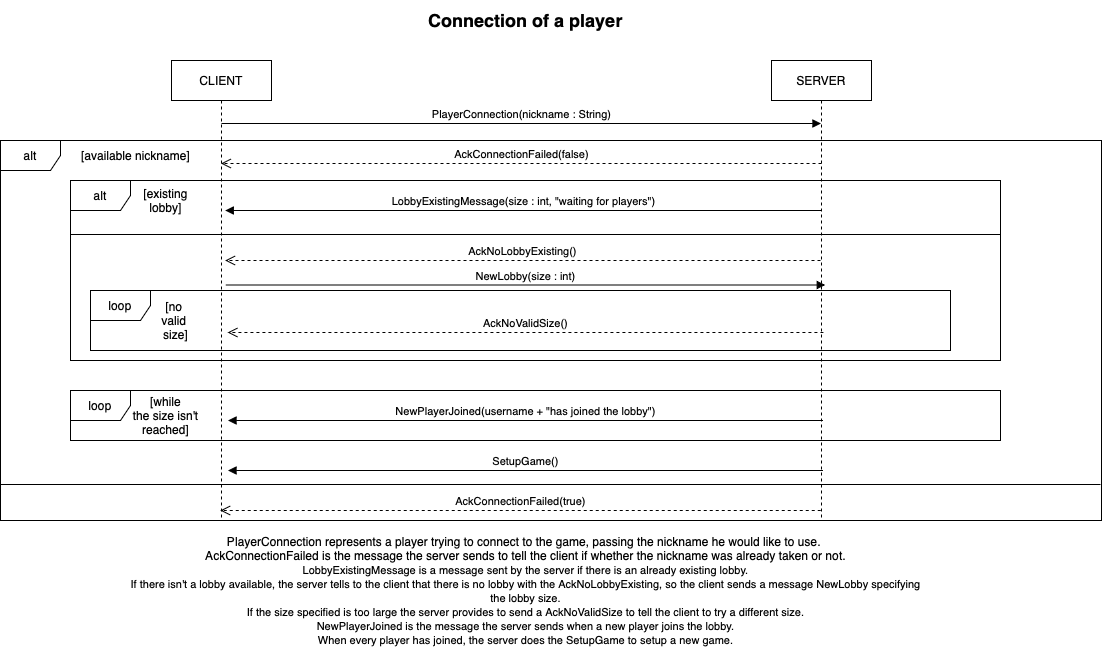 Connection of a player
CLIENT
SERVER
PlayerConnection(nickname : String)
alt
[available nickname]
AckConnectionFailed(false)
alt
[existing
lobby]
LobbyExistingMessage(size : int, "waiting for players")
AckNoLobbyExisting()
NewLobby(size : int)
loop
[no
valid
size]
AckNoValidSize()
loop
[while
the size isn't
reached]
NewPlayerJoined(username + "has joined the lobby")
SetupGame()
AckConnectionFailed(true)
PlayerConnection represents a player trying to connect to the game, passing the nickname he would like to use.
AckConnectionFailed is the message the server sends to tell the client if whether the nickname was already taken or not.
LobbyExistingMessage is a message sent by the server if there is an already existing lobby.
If there isn't a lobby available, the server tells to the client that there is no lobby with the AckNoLobbyExisting, so the client sends a message NewLobby specifying
the lobby size.
If the size specified is too large the server provides to send a AckNoValidSize to tell the client to try a different size.
NewPlayerJoined is the message the server sends when a new player joins the lobby.
When every player has joined, the server does the SetupGame to setup a new game.